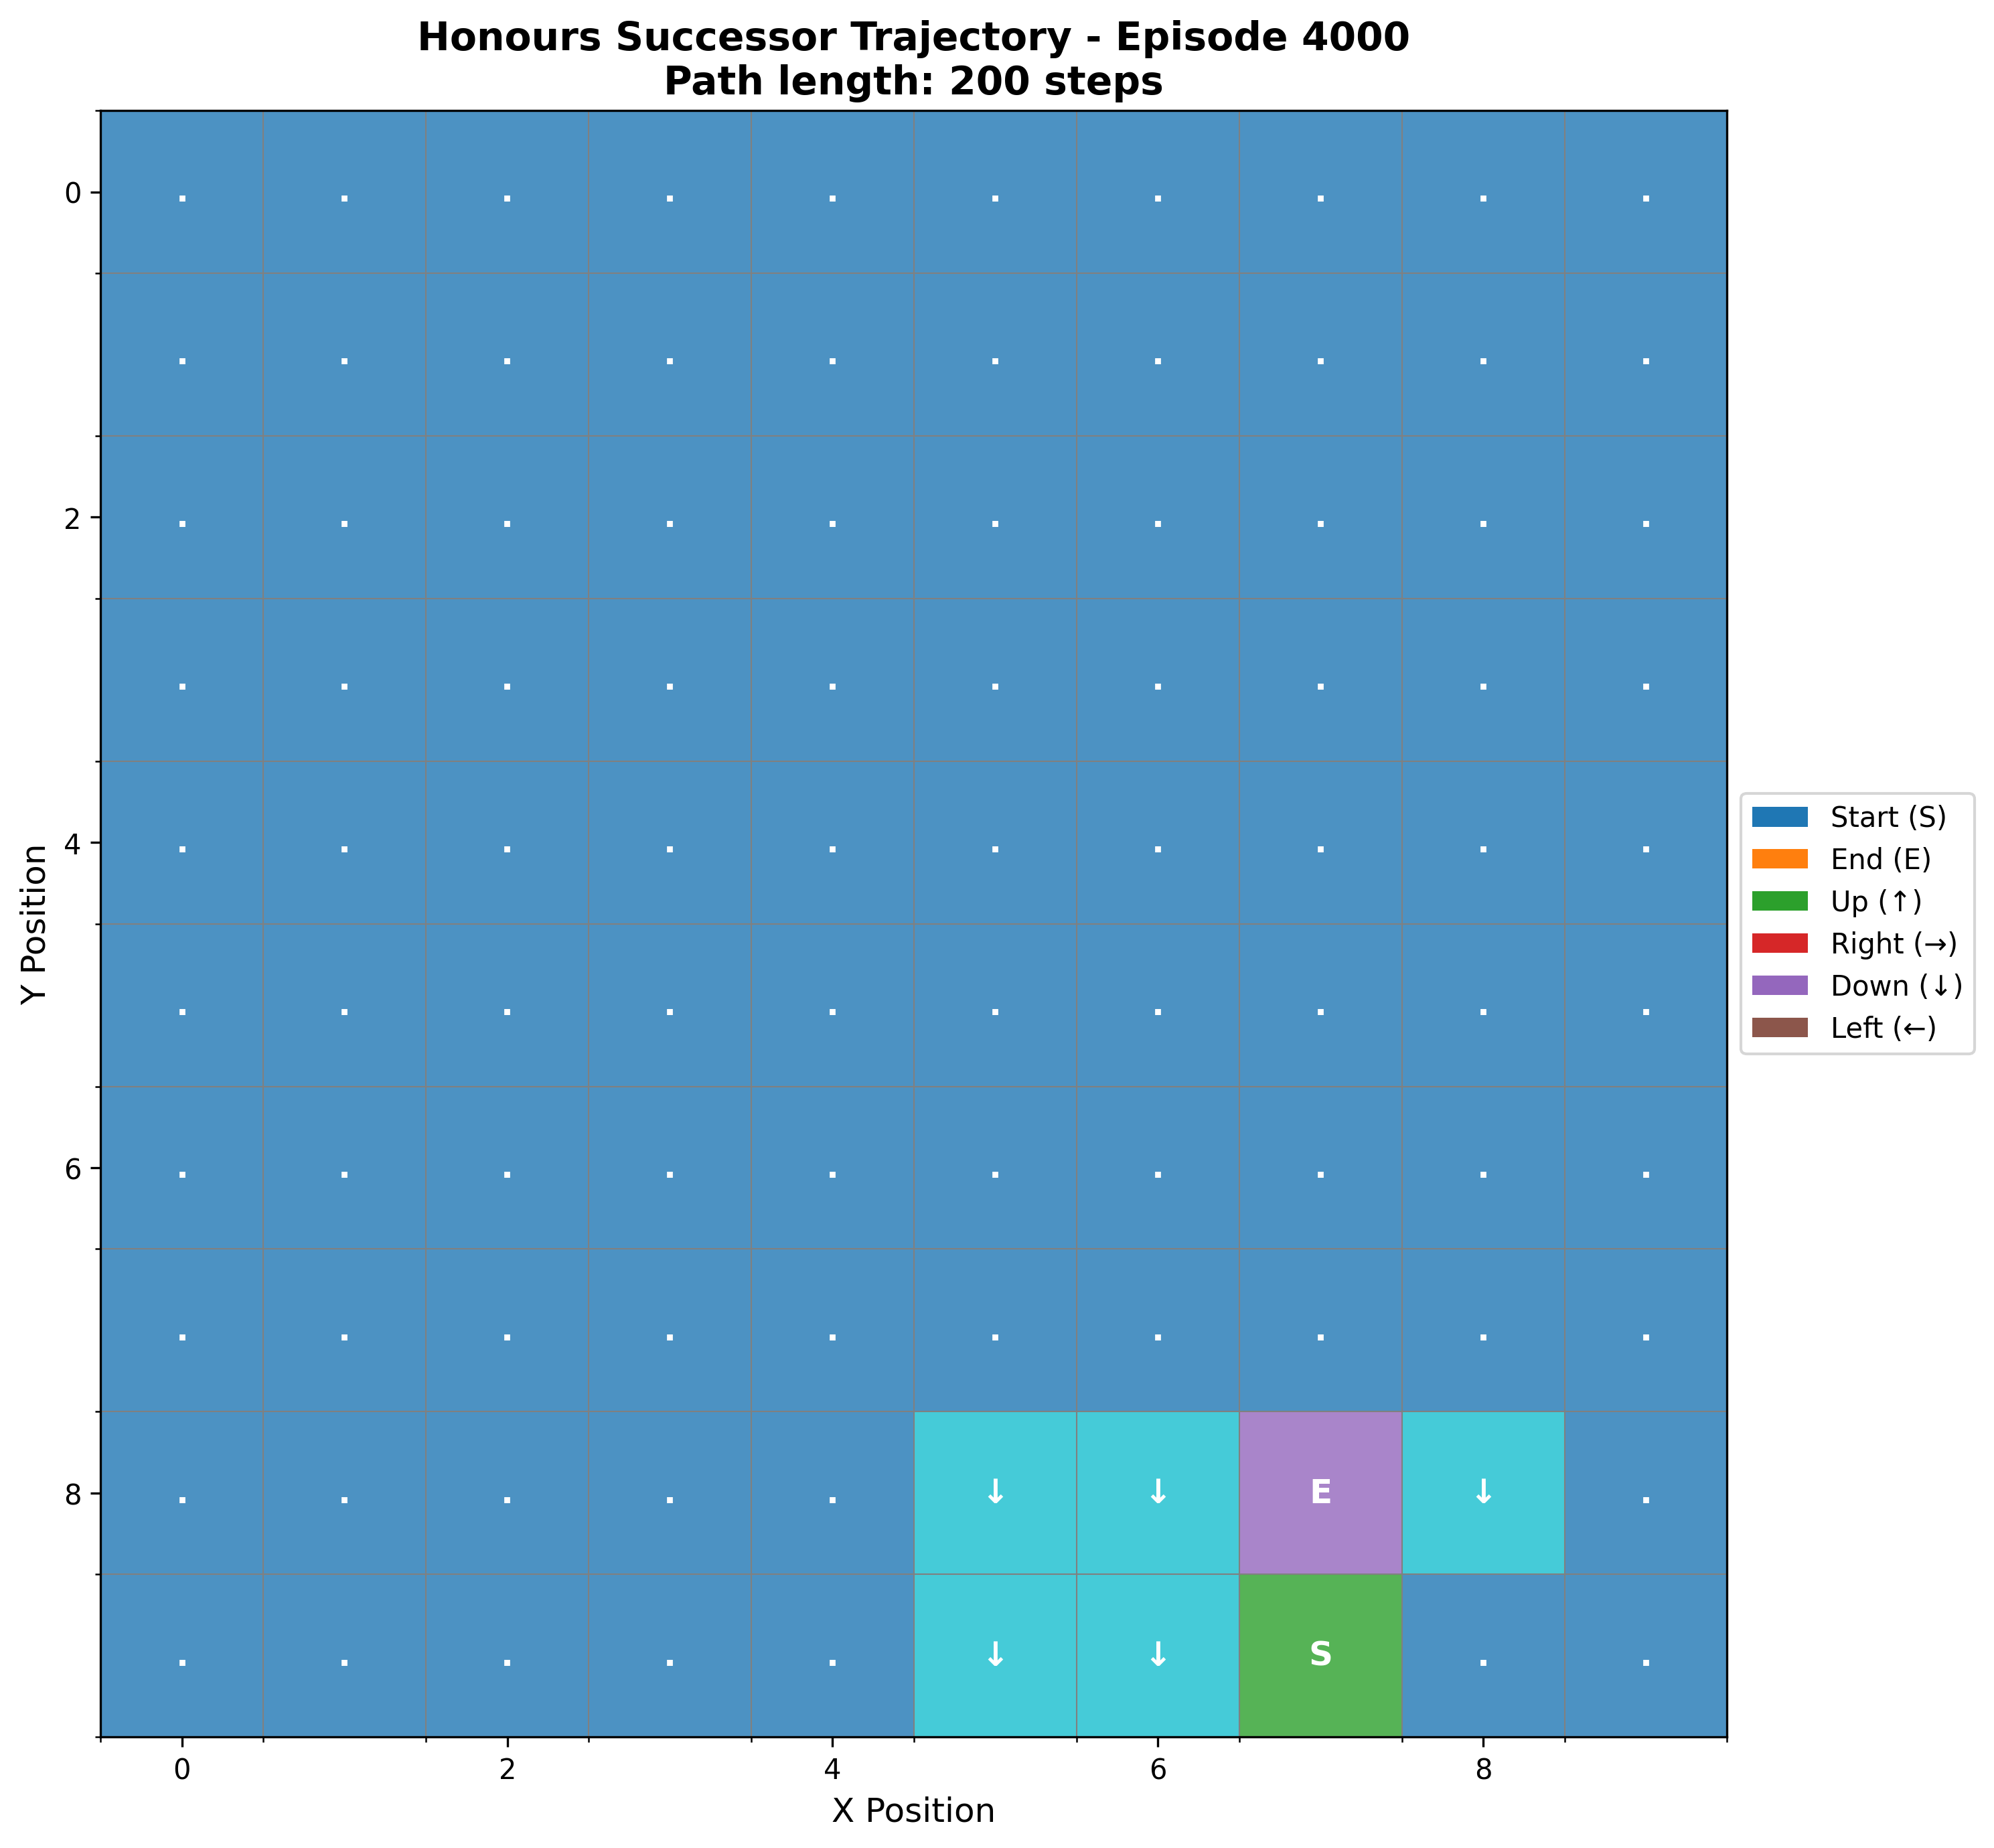 Honours Successor Trajectory - Episode 4000
Path length: 200 steps
0
2
4
6
8
Y Position
. . . . . . . . . .
. . . . . . . . . .
. . . . . . . . . .
. . . . . . . . . .
. . . . . . . . . .
. . . . . . . . . .
. . . . . . . . . .
. . . . . . . . . .
. . . . . ↓ ↓ E ↓ .
. . . . . ↓ ↓ S . .
0 2 4 6 8
X Position
Start (S)
End (E)
Up (↑)
Right (→)
Down (↓)
Left (←)